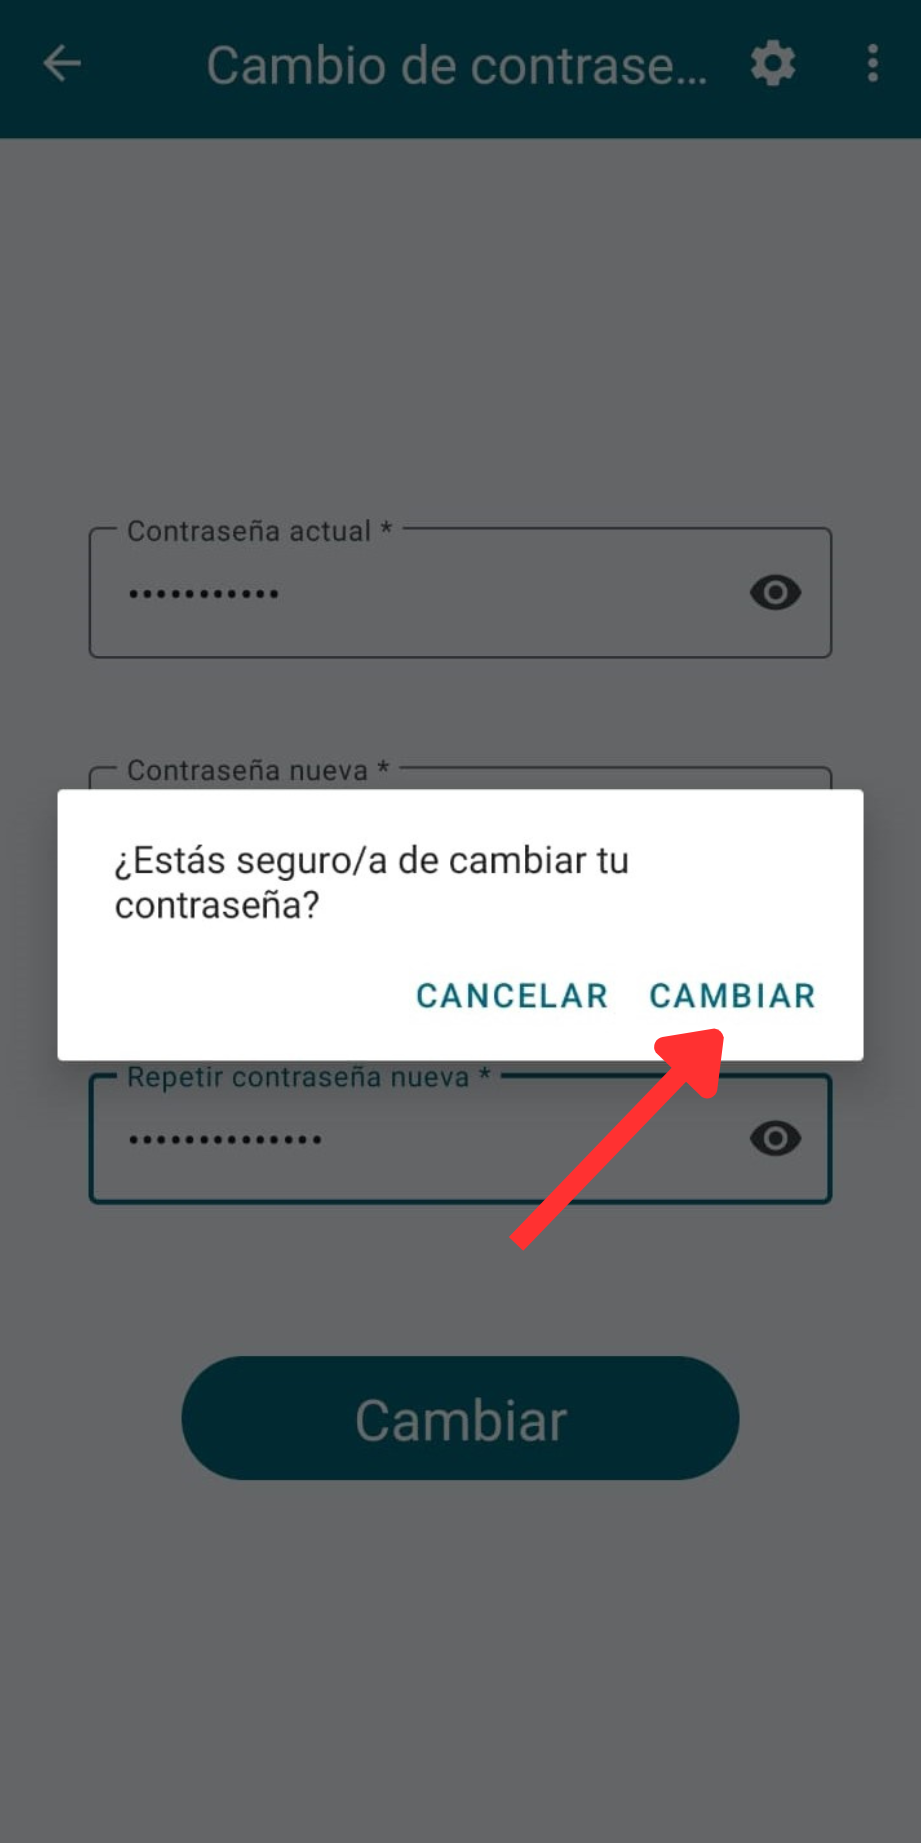 Cambio de contrase...
Contraseña actual *
•••••••••••
Contraseña nueva *
¿Estás seguro/a de cambiar tu
contraseña?
CANCELAR CAMBIAR
Repetir contraseña nueva *
••••••••••••••
Cambiar